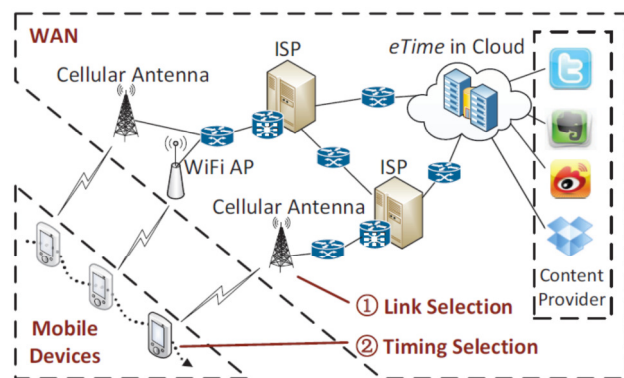 WAN
ISP
eTime in Cloud
Cellular Antenna
WiFi AP
ISP
Cellular Antenna
Content
Provider
① Link Selection
Mobile
Devices
② Timing Selection